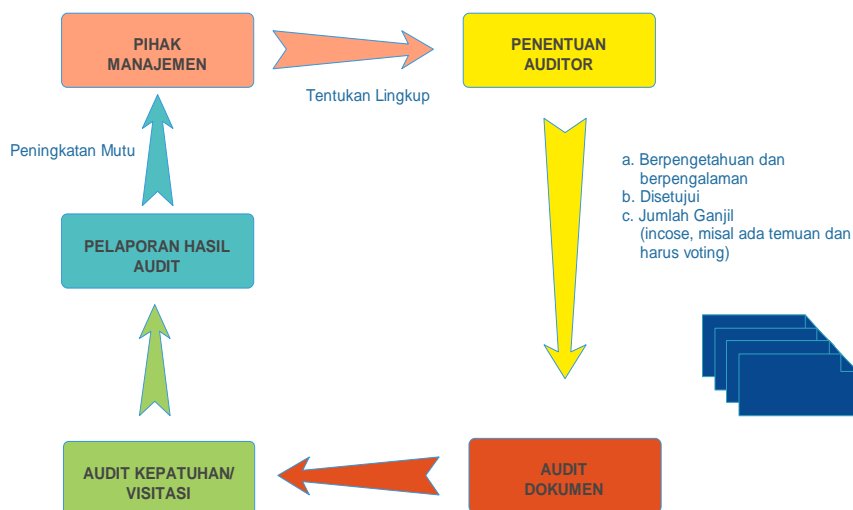 PIHAK
MANAJEMEN
PENENTUAN
AUDITOR
Tentukan Lingkup
Peningkatan Mutu
a. Berpengetahuan dan
berpengalaman
b. Disetujui
c. Jumlah Ganjil
(incose, misal ada temuan dan
harus voting)
PELAPORAN HASIL
AUDIT
AUDIT KEPATUHAN/
VISITASI
AUDIT
DOKUMEN